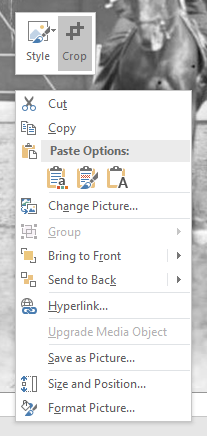 Style
Crop
Cut
Copy
Paste Options:
a
A
Change Picture...
Group
Bring to Front
Send to Back
Hyperlink...
Upgrade Media Object
Save as Picture...
Size and Position...
Format Picture...